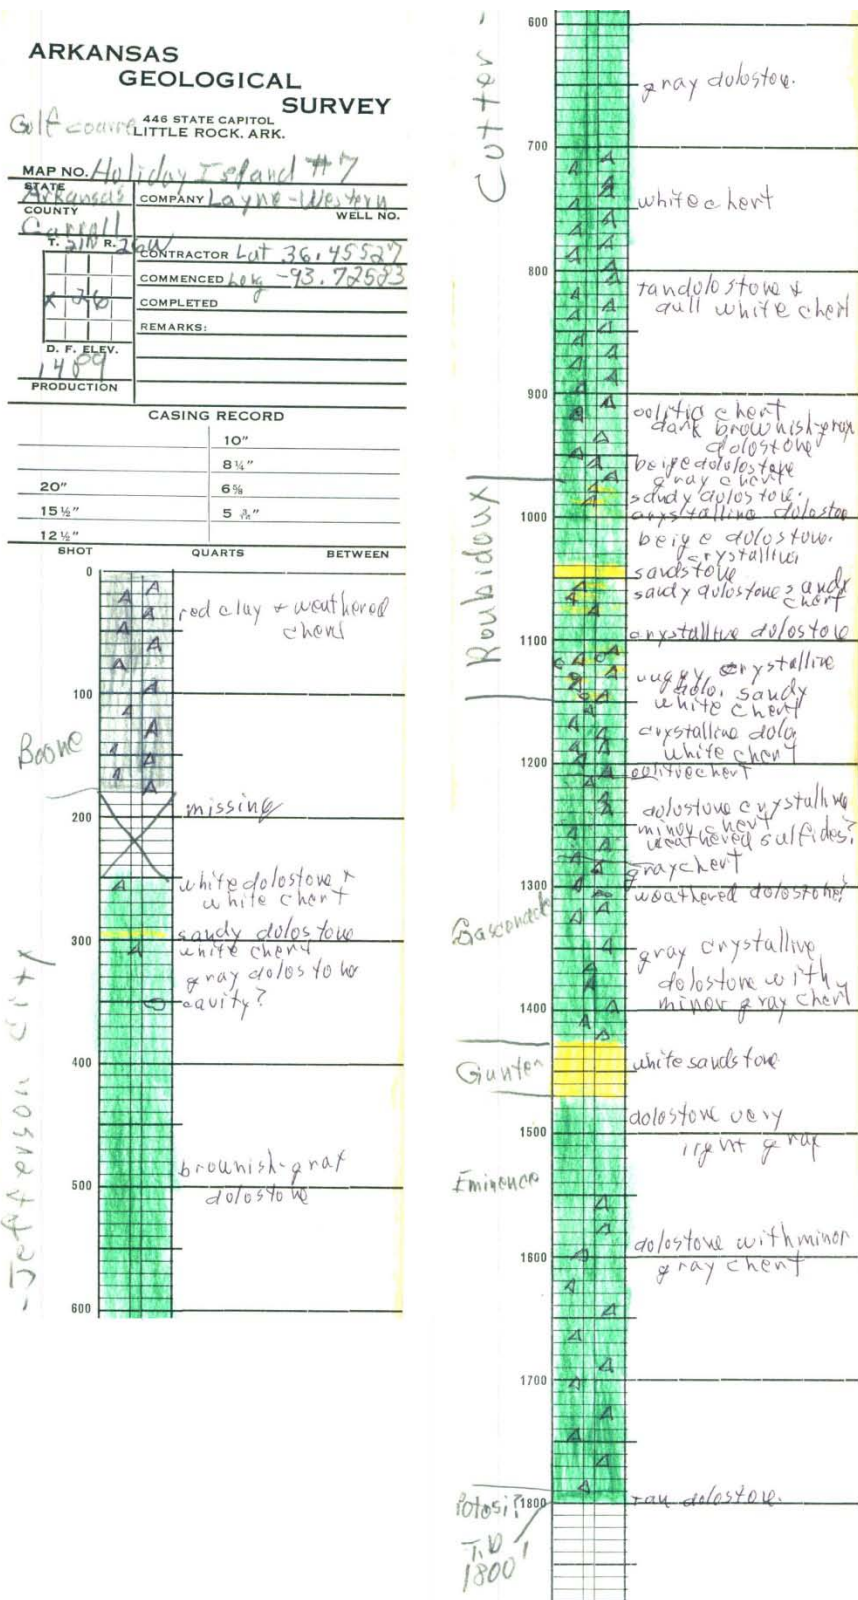 ARKANSAS
GEOLOGICAL
SURVEY
Golf course
446 STATE CAPITOL
LITTLE ROCK. ARK.
MAP NO. Holiday Island #7
STATE
Arkansas
COMPANY Layne-Western
COUNTY
WELL NO.
Carroll
T. 21N R. 26W
CONTRACTOR Lat 36.45527
COMMENCED Long -93.72583
X 26
COMPLETED
REMARKS:
D. F. ELEV.
1489
PRODUCTION
CASING RECORD
10"
8¼"
20" 6⅝
15½"
12½"
SHOT QUARTS BETWEEN
0
red clay + weathered
chert
100
Boone
200
missing
white dolostone +
white chert
sandy dolostone
300
white chert
gray dolostone
cavity?
400
Jefferson City
brownish-gray
500
dolostone
600
600
Cotter
gray dolostone.
700
white chert
800
tan dolostone +
dull white chert
900
oolitic chert
dark brownish-gray
dolostone
beige dololostone
gray chert
Roubidoux
sandy dolostone.
crystalline dolostone
1000
beige dolostone.
crystalline
sandstone
sandy dolostone sandy
chert
1100
crystalline dolostone
vuggy crystalline
dolo. sandy
white chert
crystalline dolo
white chert
1200
oolitic chert
dolostone crystalline
minor chert
weathered sulfides?
gray chert
1300
weathered dolostone?
Gasconade
gray crystalline
dolostone with
minor gray chert
1400
Gunter
white sandstone
dolostone very
light gray
1500
Eminence
dolostone with minor
gray chert
1600
1700
Potosi?
1800
tan dolostone.
T.D
1800'